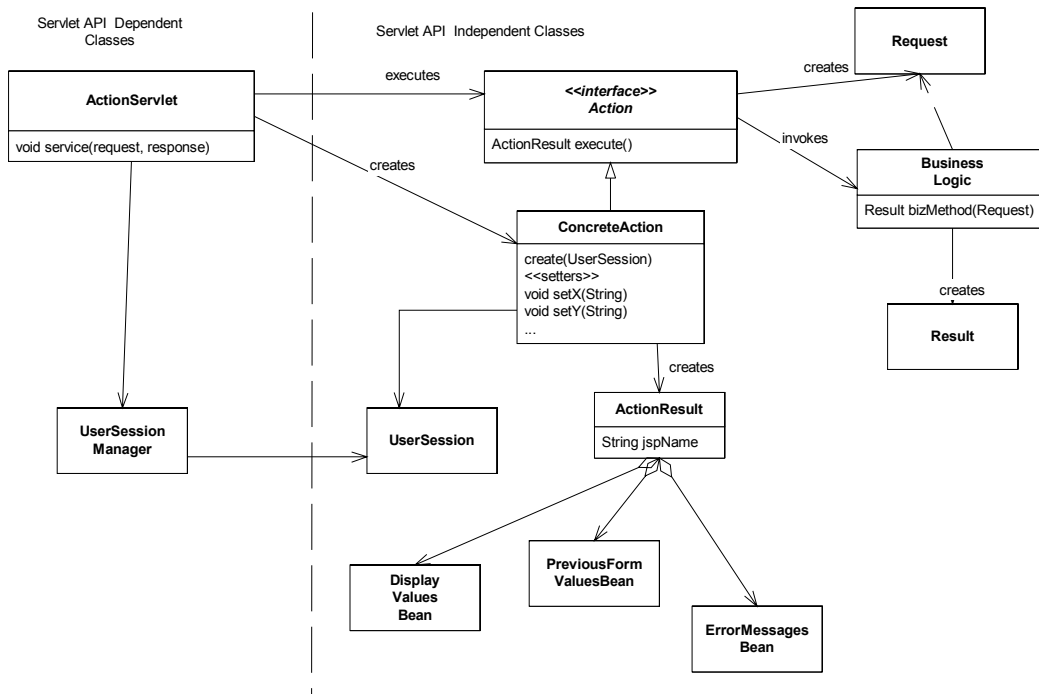 Servlet API Dependent
Classes
Servlet API Independent Classes
Request
executes
creates
ActionServlet
void service(request, response)
<<interface>>
Action
ActionResult execute()
invokes
creates
Business
Logic
Result bizMethod(Request)
ConcreteAction
create(UserSession)
<<setters>>
void setX(String)
void setY(String)
...
creates
Result
creates
ActionResult
String jspName
UserSession
Manager
UserSession
Display
Values
Bean
PreviousForm
ValuesBean
ErrorMessages
Bean